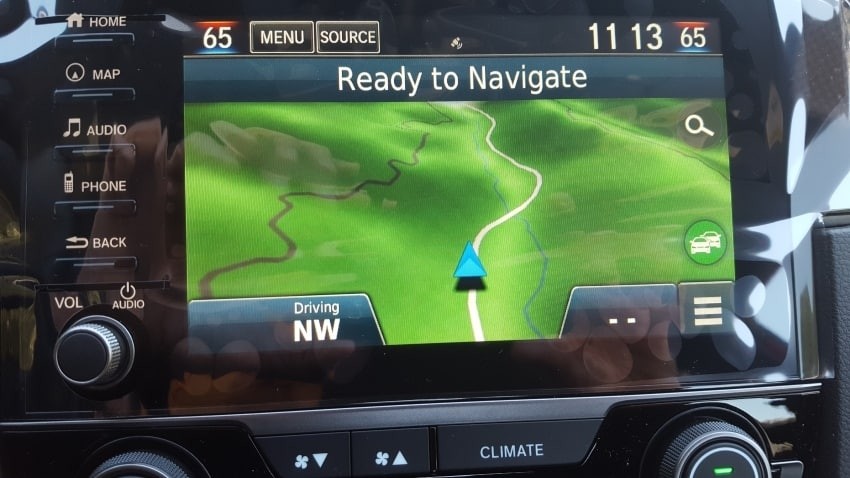 HOME
65 MENU SOURCE 11 13 65
MAP
Ready to Navigate
AUDIO
PHONE
BACK
VOL
AUDIO
Driving
NW
--
CLIMATE